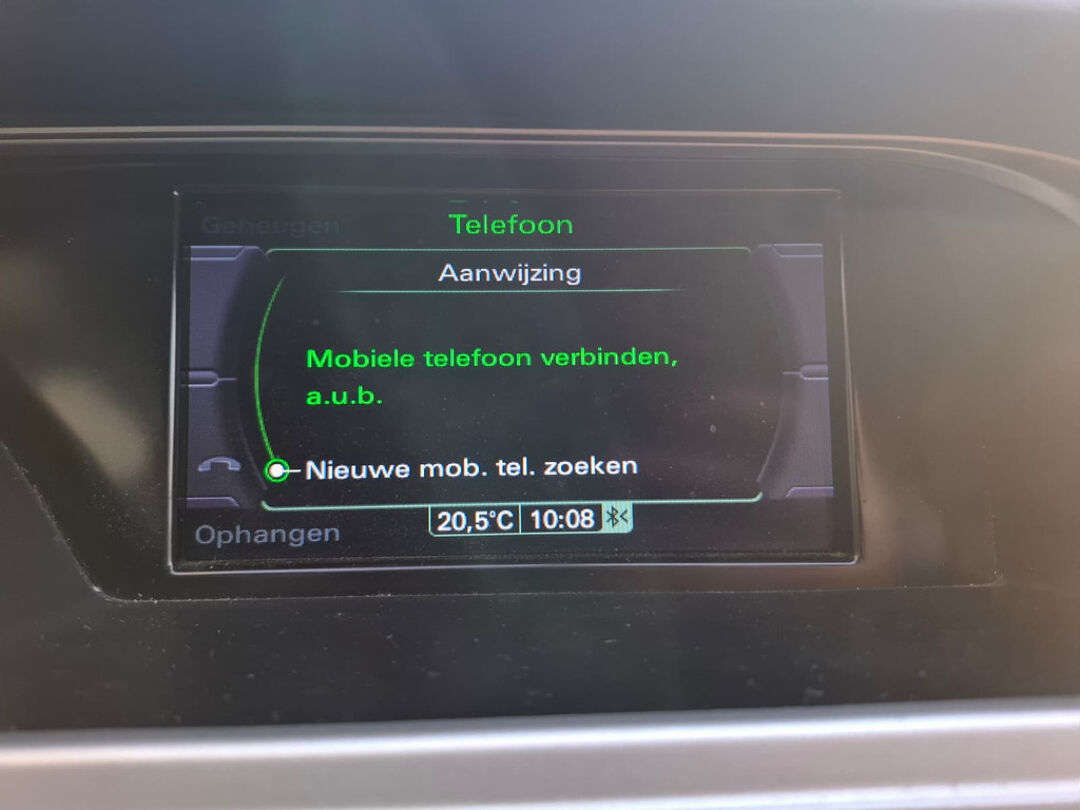 Geheugen
Telefoon
Aanwijzing
Mobiele telefoon verbinden,
a.u.b.
Nieuwe mob. tel. zoeken
20,5°C 10:08
Ophangen